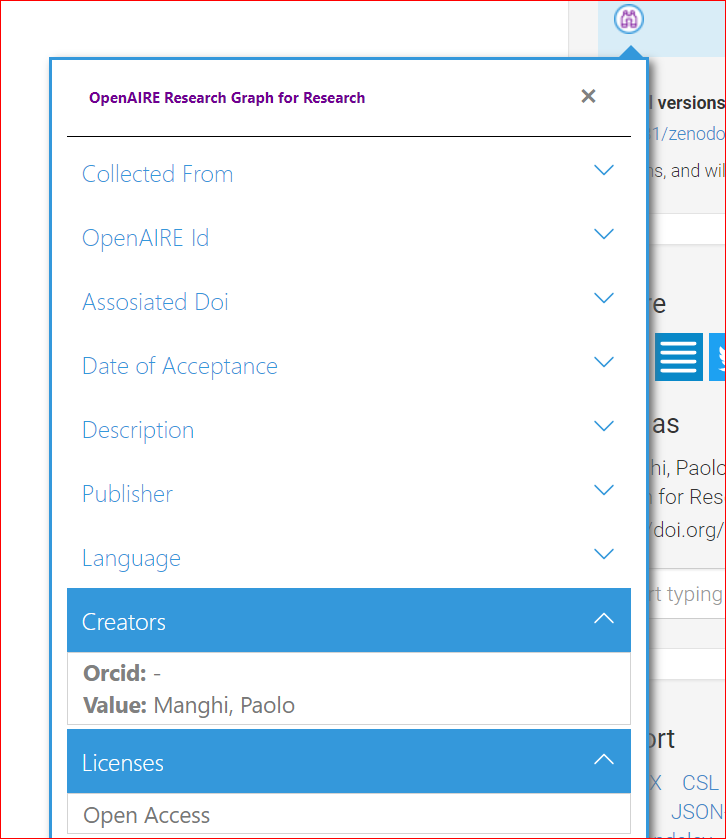 OpenAIRE Research Graph for Research
Collected From
OpenAIRE Id
Assosiated Doi
Date of Acceptance
Description
Publisher
Language
Creators
Orcid: -
Value: Manghi, Paolo
Licenses
Open Access
versions
1/zenodo
ns, and wil
re
as
hi, Paolo
for Res
/doi.org/
rt typing
ort
X CSL
JSON